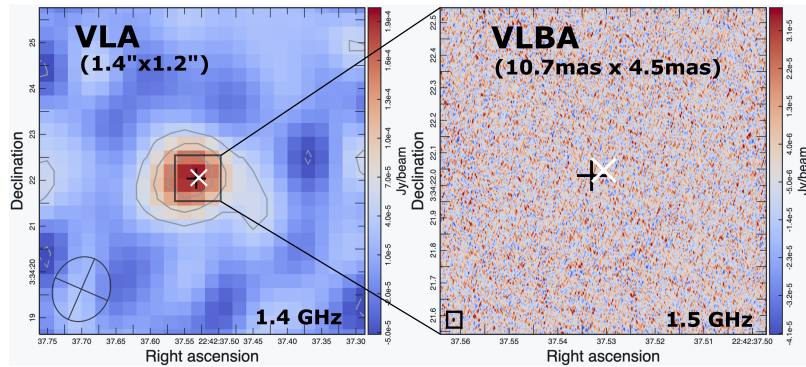 VLA
(1.4"x1.2")
1.4 GHz
Declination
25
24
23
22
21
3:34:20
19
37.75
37.70
37.65
37.60
37.55
22:42:37.50
37.45
37.40
37.35
37.30
Right ascension
1.9e-4
1.6e-4
1.3e-4
1.0e-4
7.0e-5
4.0e-5
1.0e-5
-2.0e-5
-5.0e-5
Jy/beam
VLBA
(10.7mas x 4.5mas)
1.5 GHz
Declination
22.5
22.4
22.3
22.2
22.1
3:34:22.0
21.9
21.8
21.7
21.6
37.56
37.55
37.54
37.53
37.52
37.51
22:42:37.50
Right ascension
3.1e-5
2.2e-5
1.3e-5
4.0e-6
-5.0e-6
-1.4e-5
-2.3e-5
-3.2e-5
-4.1e-5
Jy/beam